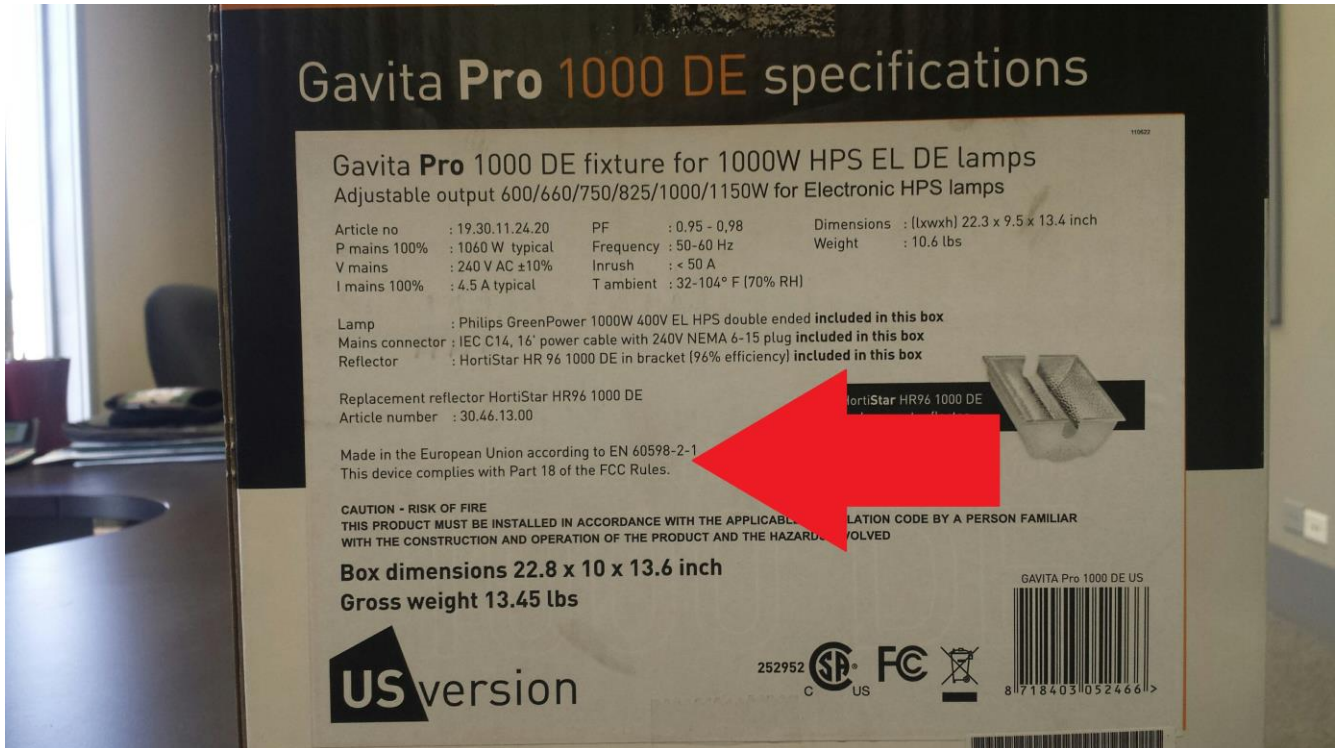 Gavita Pro 1000 DE specifications
110622
Gavita Pro 1000 DE fixture for 1000W HPS EL DE lamps
Adjustable output 600/660/750/825/1000/1150W for Electronic HPS lamps
Article no : 19.30.11.24.20 PF : 0.95 - 0,98 Dimensions : (lxwxh) 22.3 x 9.5 x 13.4 inch
P mains 100% : 1060 W typical Frequency : 50-60 Hz Weight : 10.6 lbs
V mains : 240 V AC ±10% Inrush : < 50 A
I mains 100% : 4.5 A typical T ambient : 32-104° F (70% RH)
Lamp : Philips GreenPower 1000W 400V EL HPS double ended included in this box
Mains connector : IEC C14, 16' power cable with 240V NEMA 6-15 plug included in this box
Reflector : HortiStar HR 96 1000 DE in bracket (96% efficiency) included in this box
Replacement reflector HortiStar HR96 1000 DE
Article number : 30.46.13.00
HortiStar HR96 1000 DE
Made in the European Union according to EN 60598-2-1
This device complies with Part 18 of the FCC Rules.
CAUTION - RISK OF FIRE
THIS PRODUCT MUST BE INSTALLED IN ACCORDANCE WITH THE APPLICABLE CODE BY A PERSON FAMILIAR
WITH THE CONSTRUCTION AND OPERATION OF THE PRODUCT AND THE
Box dimensions 22.8 x 10 x 13.6 inch
Gross weight 13.45 lbs
GAVITA Pro 1000 DE US
US version
252952 C SA ® US FC
8 718403 052466 >